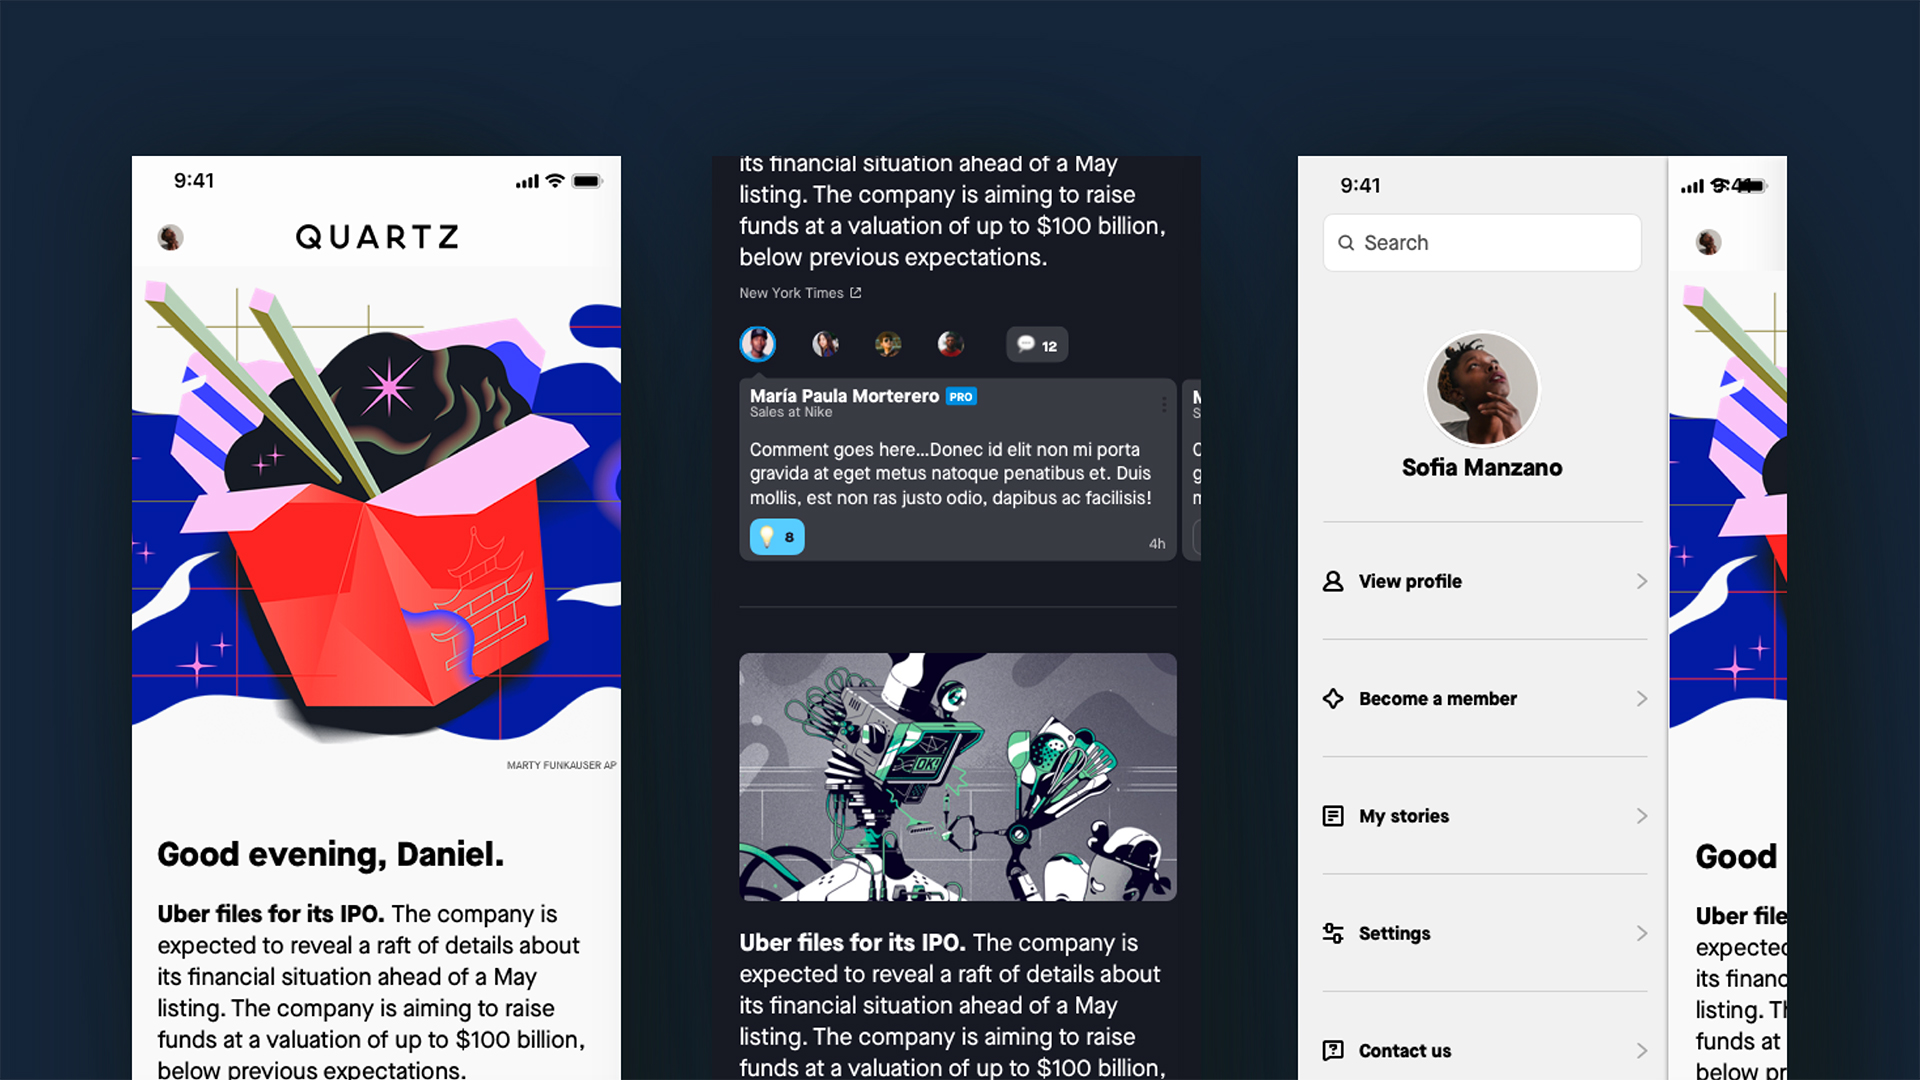 9:41
QUARTZ
MARTY FUNKAUSER AP
Good evening, Daniel.
Uber files for its IPO. The company is
expected to reveal a raft of details about
its financial situation ahead of a May
listing. The company is aiming to raise
funds at a valuation of up to $100 billion,
below previous expectations.
its financial situation ahead of a May
listing. The company is aiming to raise
funds at a valuation of up to $100 billion,
below previous expectations.
New York Times
12
María Paula Morterero PRO
Sales at Nike
Comment goes here...Donec id elit non mi porta
gravida at eget metus natoque penatibus et. Duis
mollis, est non ras justo odio, dapibus ac facilisis!
8
4h
M
S
C
g
m
OK!
Uber files for its IPO. The company is
expected to reveal a raft of details about
its financial situation ahead of a May
listing. The company is aiming to raise
funds at a valuation of up to $100 billion,
9:41
Search
Sofia Manzano
View profile
Become a member
My stories
Settings
Contact us
9:41
Good
Uber file
expected
its financ
listing. Th
funds at
below pr